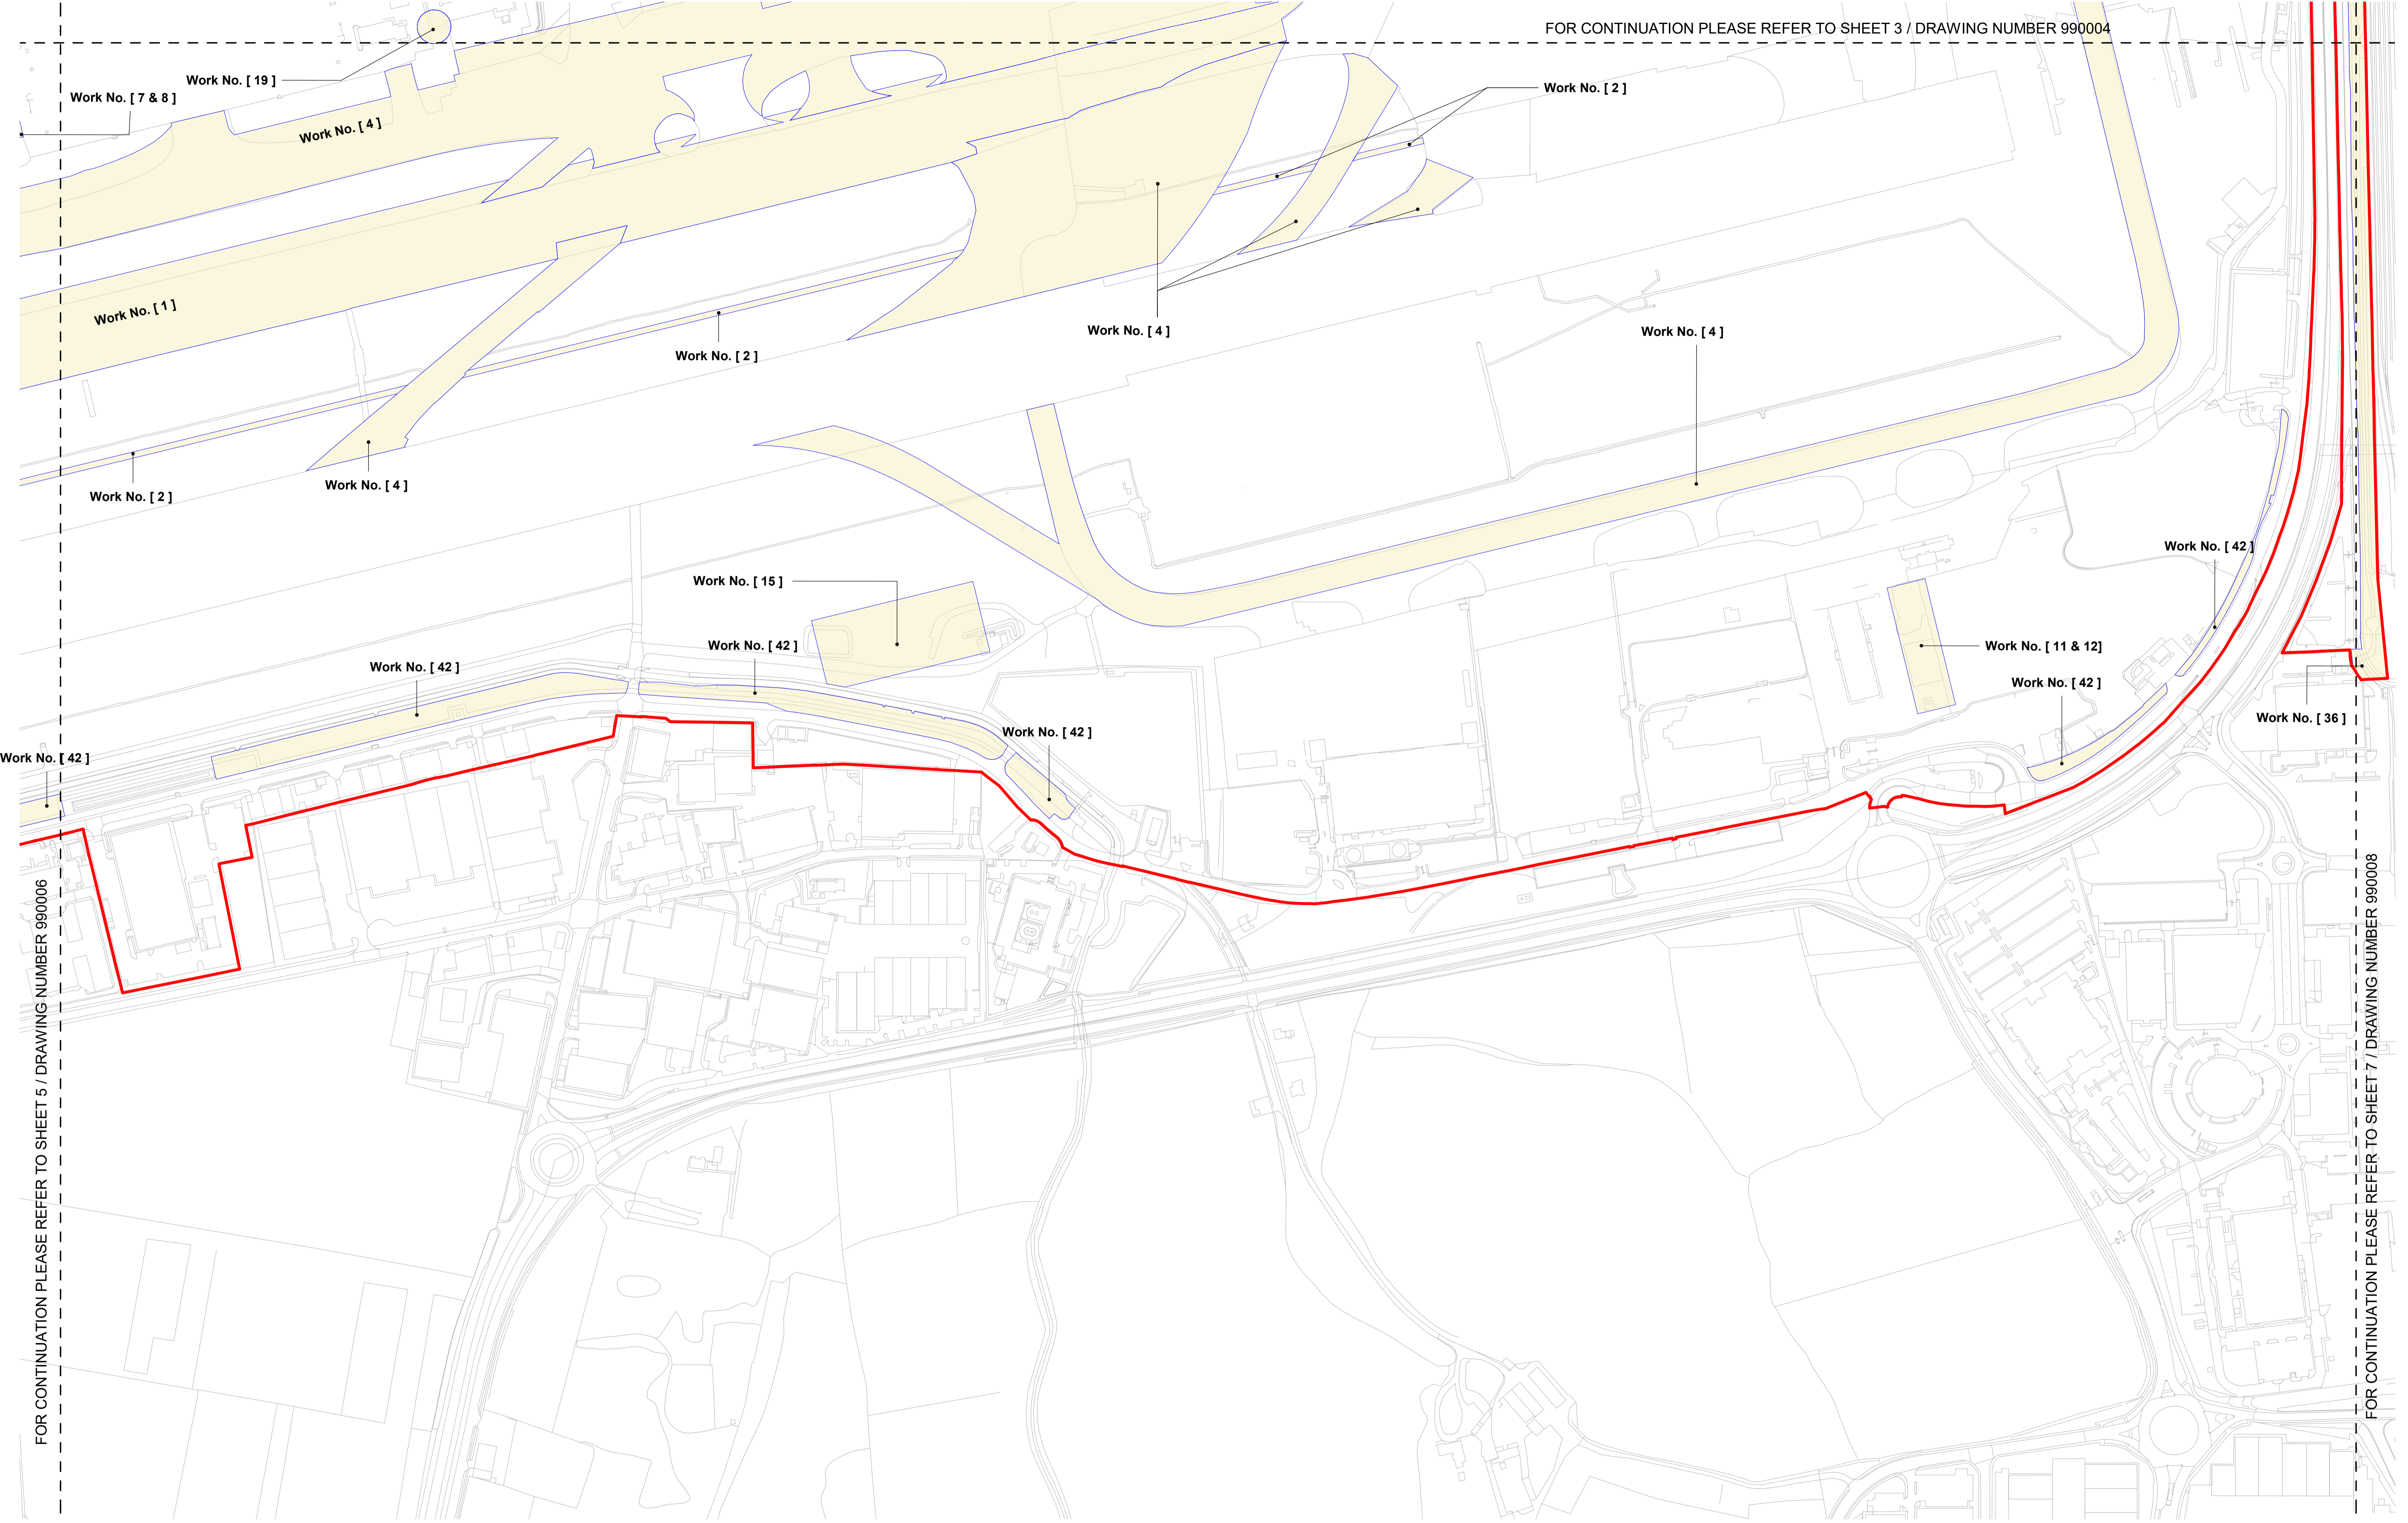 FOR CONTINUATION PLEASE REFER TO SHEET 3 / DRAWING NUMBER 990004
Work No. [ 19 ]
Work No. [ 7 & 8 ]
Work No. [ 2 ]
Work No. [ 4 ]
Work No. [ 1 ]
Work No. [ 4 ]
Work No. [ 4 ]
Work No. [ 2 ]
Work No. [ 4 ]
Work No. [ 2 ]
Work No. [ 42 ]
Work No. [ 15 ]
Work No. [ 42 ]
Work No. [ 11 & 12]
Work No. [ 42 ]
Work No. [ 42 ]
Work No. [ 36 ]
Work No. [ 42 ]
Work No. [ 42 ]
FOR CONTINUATION PLEASE REFER TO SHEET 5 / DRAWING NUMBER 990006
FOR CONTINUATION PLEASE REFER TO SHEET 7 / DRAWING NUMBER 990008